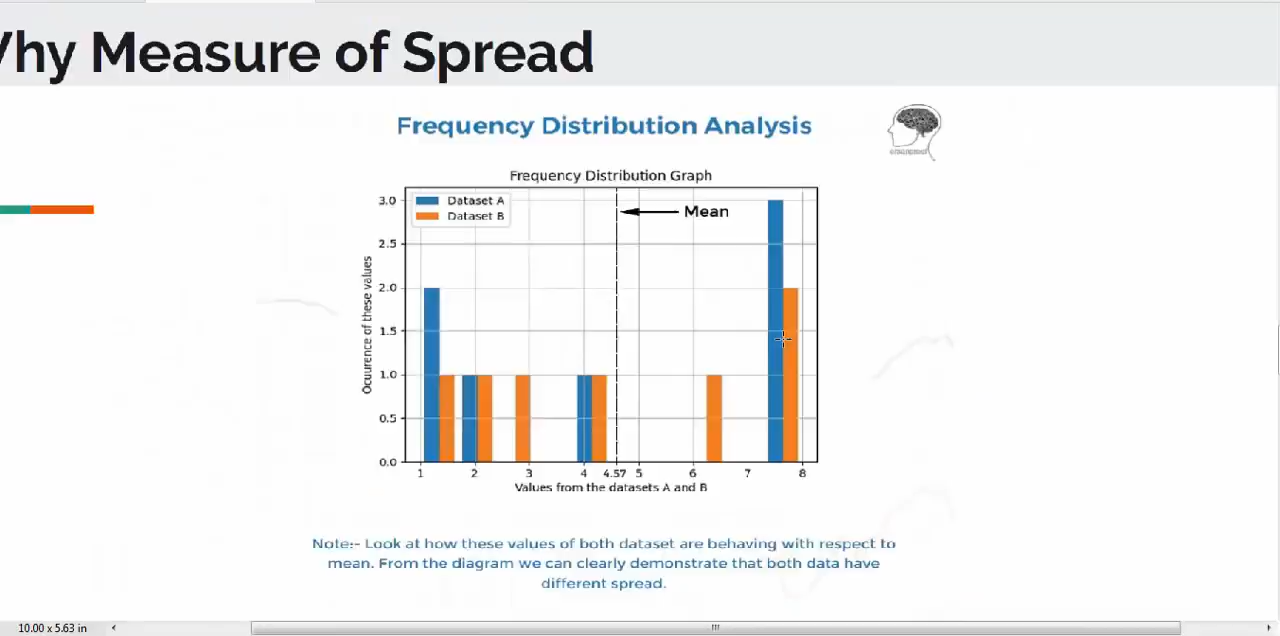 Why Measure of Spread
Frequency Distribution Analysis
Frequency Distribution Graph
Dataset A
Dataset B
Mean
3.0
2.5
2.0
1.5
1.0
0.5
0.0
Ocuurence of these values
1 2 3 4 4.57 5 6 7 8
Values from the datasets A and B
Note:- Look at how these values of both dataset are behaving with respect to
mean. From the diagram we can clearly demonstrate that both data have
different spread.
10.00 x 5.63 in